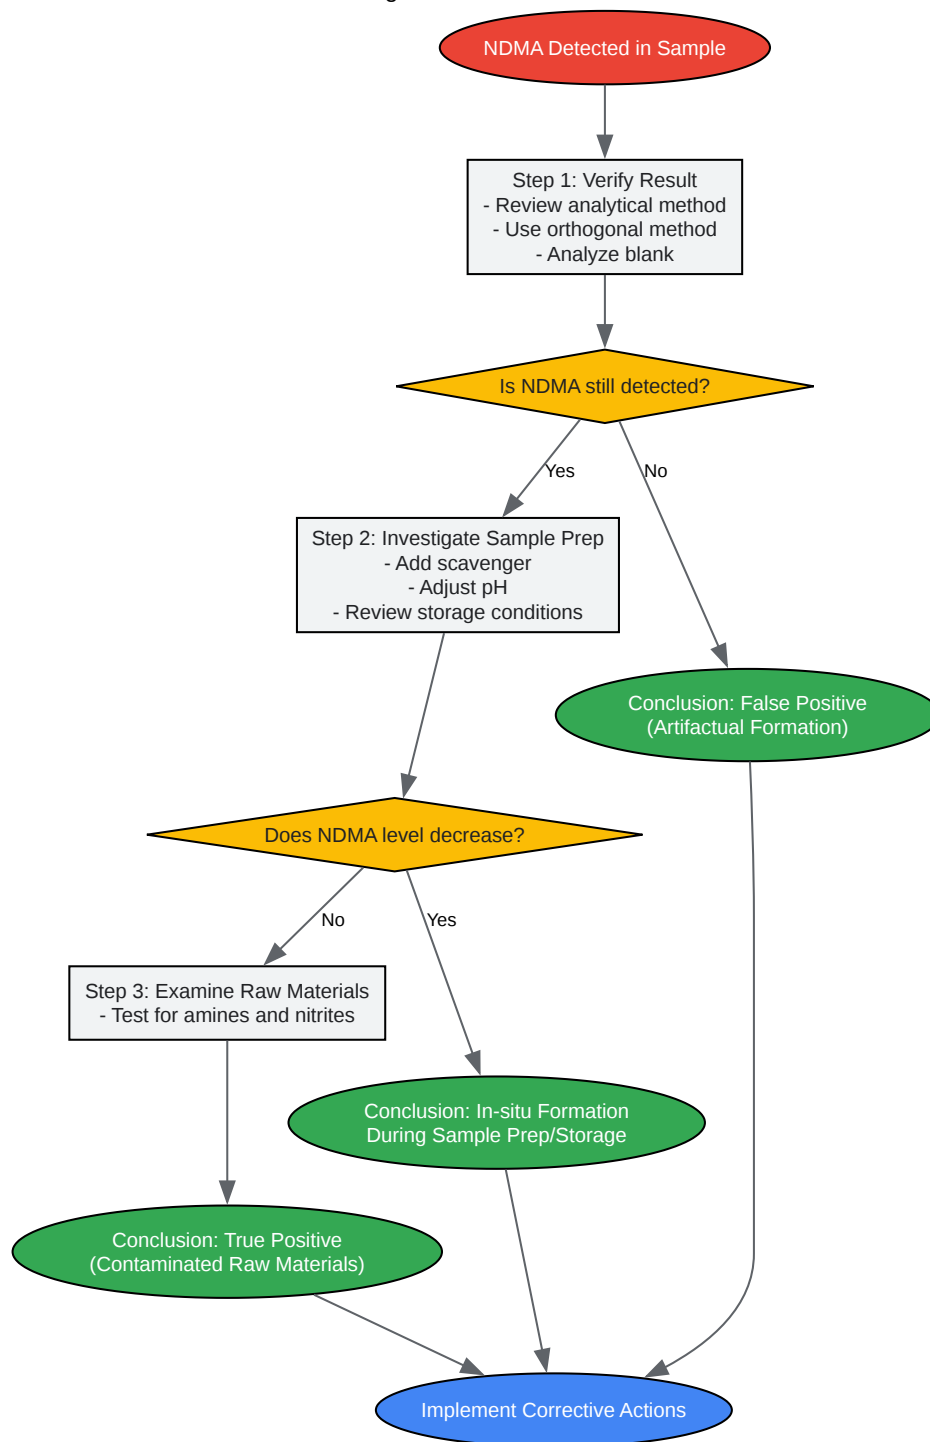 NDMA Detected in Sample
Step 1: Verify Result
- Review analytical method
- Use orthogonal method
- Analyze blank
Is NDMA still detected?
Yes
No
Step 2: Investigate Sample Prep
- Add scavenger
- Adjust pH
- Review storage conditions
Conclusion: False Positive
(Artifactual Formation)
Does NDMA level decrease?
No
Yes
Step 3: Examine Raw Materials
- Test for amines and nitrites
Conclusion: In-situ Formation
During Sample Prep/Storage
Conclusion: True Positive
(Contaminated Raw Materials)
Implement Corrective Actions